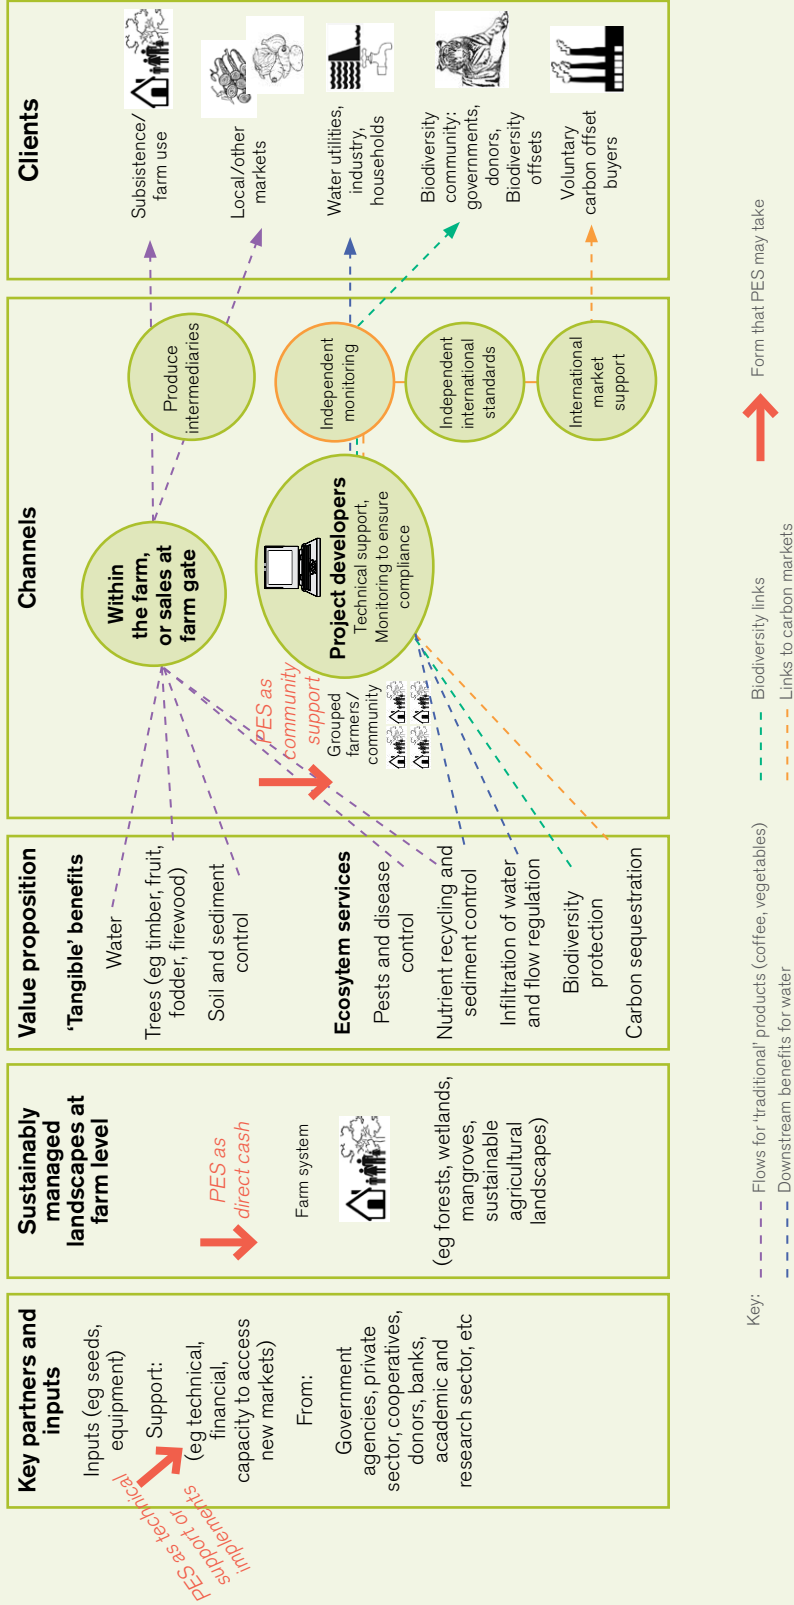 Key partners and
inputs
Inputs (eg seeds,
equipment)
Support:
(eg technical,
financial,
capacity to access
new markets)
From:
Government
agencies, private
sector, cooperatives,
donors, banks,
academic and
research sector, etc
PES as technical
support or
implements
Sustainably
managed
landscapes at
farm level
PES as
direct cash
Farm system
(eg forests, wetlands,
mangroves,
sustainable
agricultural
landscapes)
Value proposition
'Tangible' benefits
Water
Trees (eg timber, fruit,
fodder, firewood)
Soil and sediment
control
Ecosytem services
Pests and disease
control
Nutrient recycling and
sediment control
Infiltration of water
and flow regulation
Biodiversity
protection
Carbon sequestration
Channels
Within
the farm,
or sales at
farm gate
PES as
community
support
Grouped
farmers/
community
Project developers
Technical support,
Monitoring to ensure
compliance
Produce
intermediaries
Independent
monitoring
Independent
international
standards
International
market
support
Clients
Subsistence/
farm use
Local/other
markets
Water utilities,
industry,
households
Biodiversity
community:
governments,
donors,
Biodiversity
offsets
Voluntary
carbon offset
buyers
Key:
Flows for 'traditional' products (coffee, vegetables)
Downstream benefits for water
Biodiversity links
Links to carbon markets
Form that PES may take